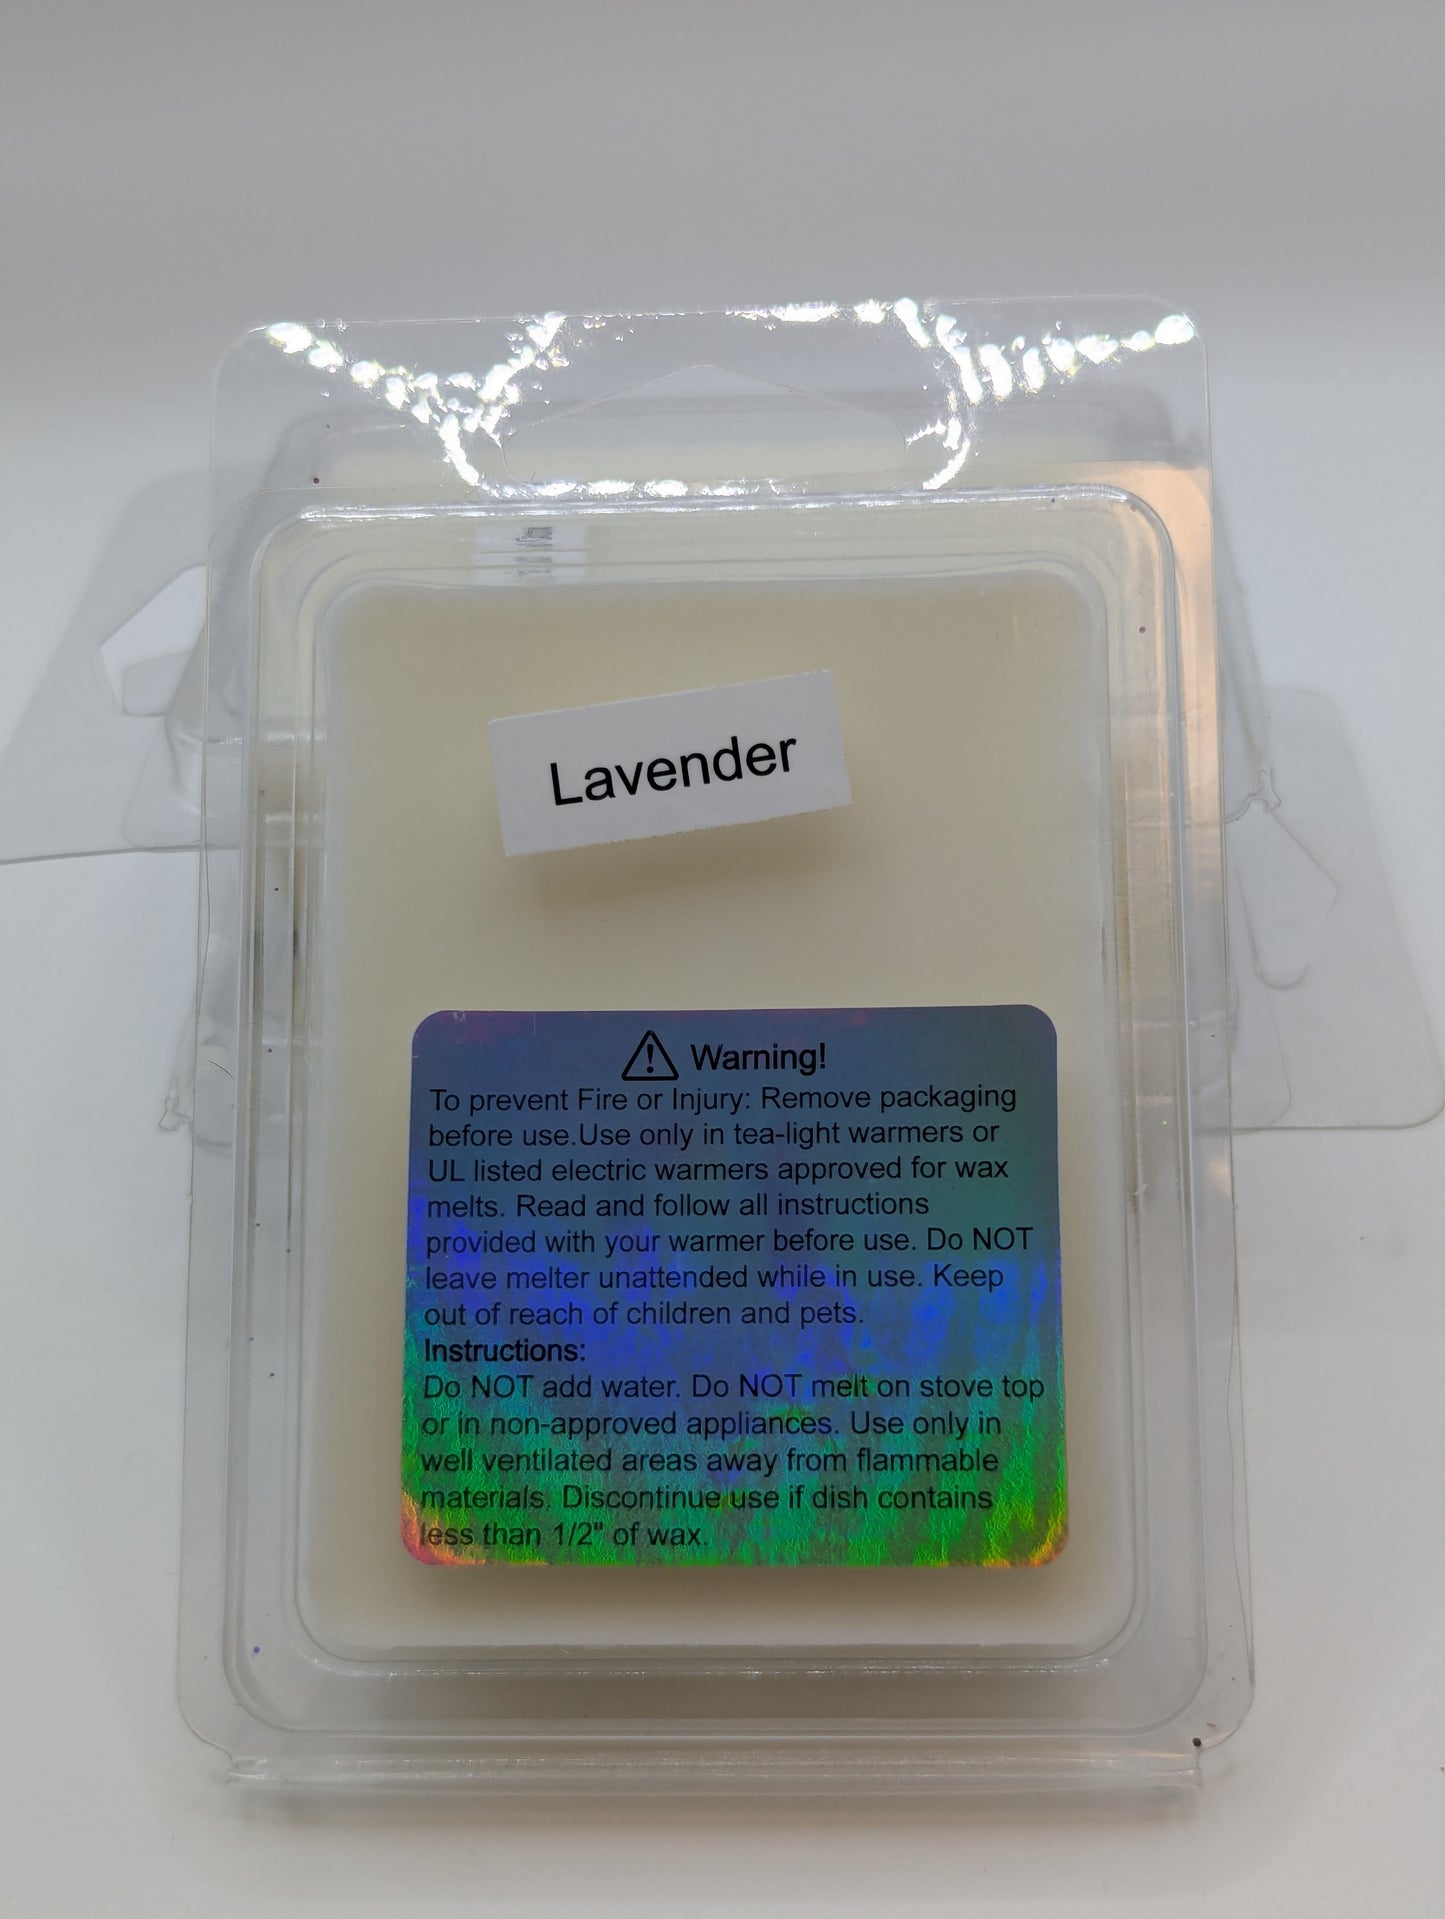 Lavender
Warning!
To prevent Fire or Injury: Remove packaging
before use.Use only in tea-light warmers or
UL listed electric warmers approved for wax
melts. Read and follow all instructions
provided with your warmer before use. Do NOT
leave melter unattended while in use. Keep
out of reach of children and pets.
Instructions:
Do NOT add water. Do NOT melt on stove top
or in non-approved appliances. Use only in
well ventilated areas away from flammable
materials. Discontinue use if dish contains
less than 1/2" of wax.